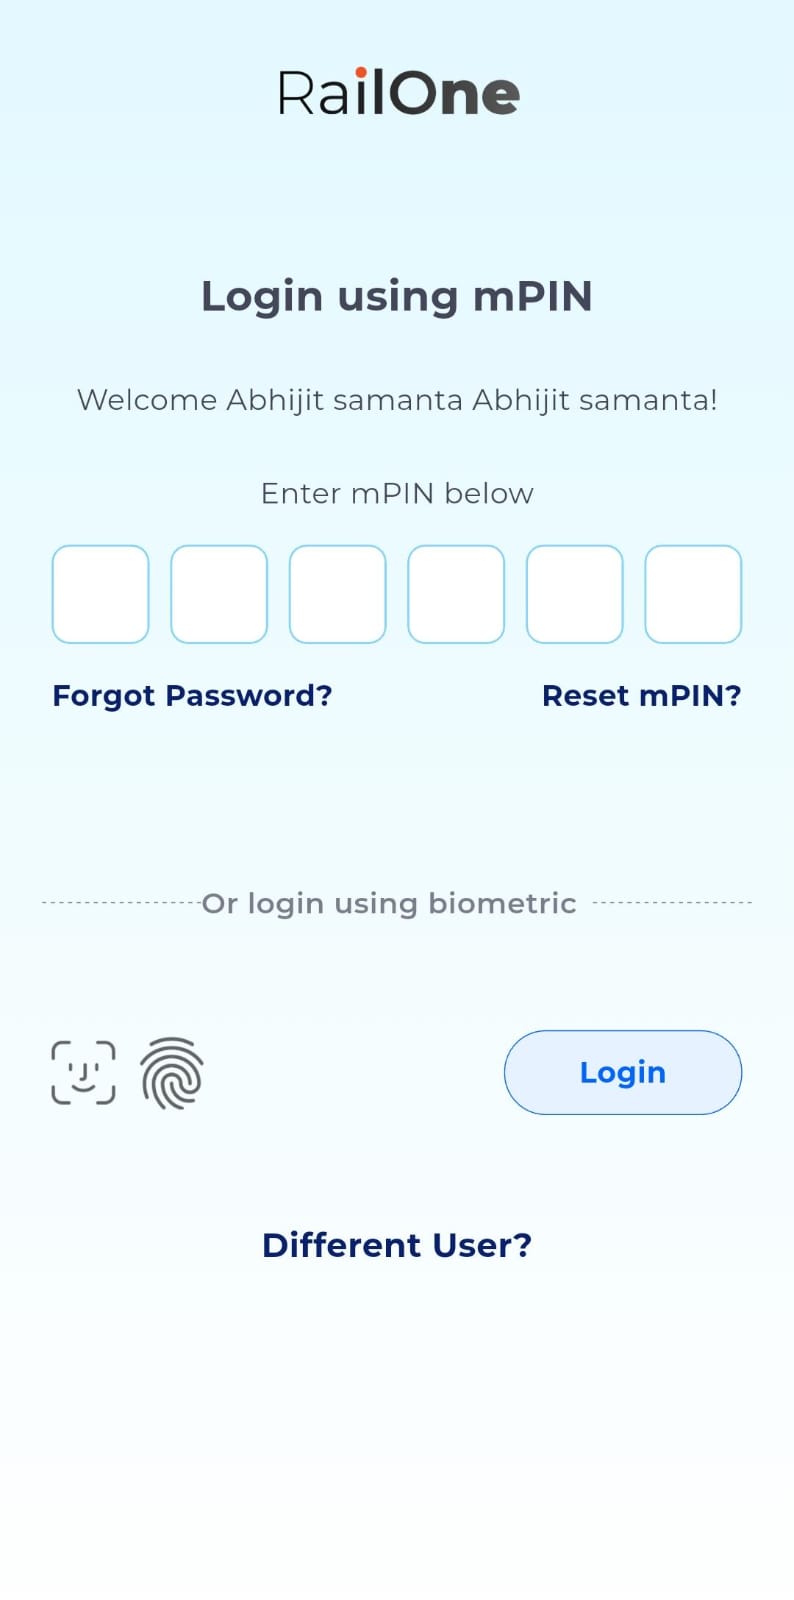 RailOne
Login using mPIN
Welcome Abhijit samanta Abhijit samanta!
Enter mPIN below
Forgot Password? Reset mPIN?
Or login using biometric
Login
Different User?